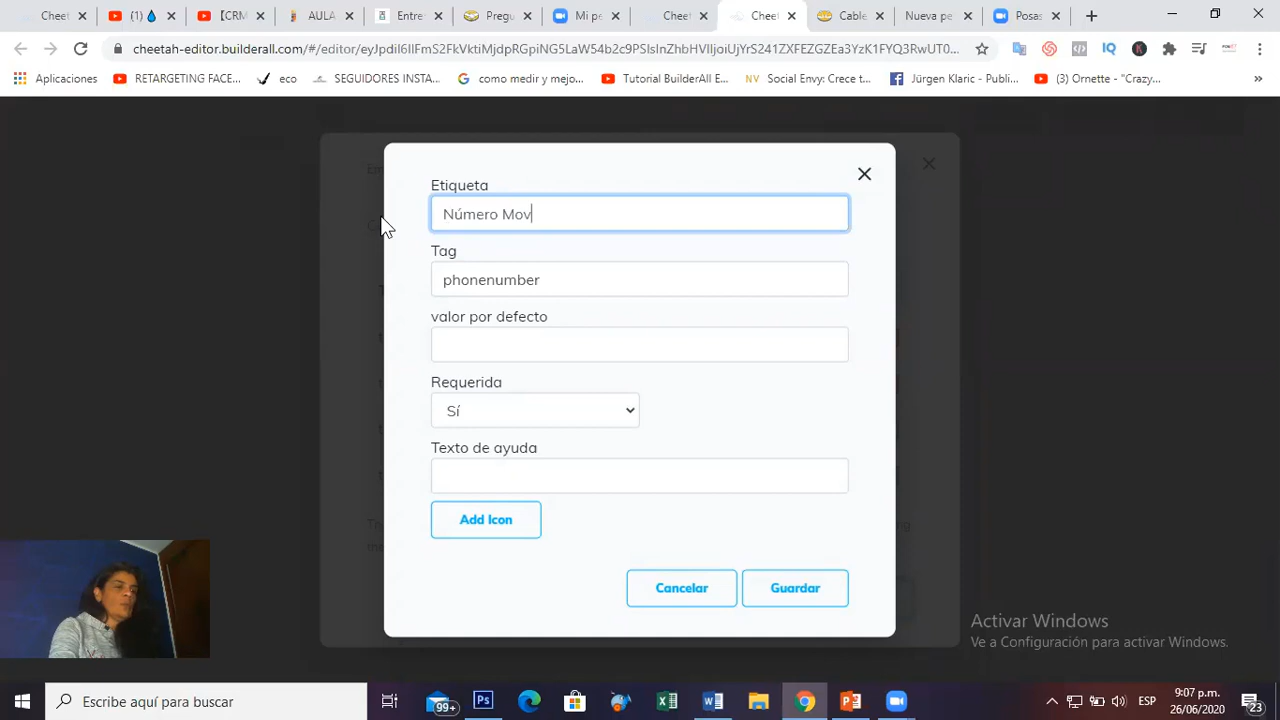 Cheet
(1)
[CRM
AULA
Entre
Pregu
Mi pe
Cheet
Cheet
Cable
Nueva pe
Posas
cheetah-editor.builderall.com/#/editor/eyJpdiI6IlFmS2FkVktiMjdpRGpiNG5LaW54b2c9PSIsInZhbHVlIjoiUjYrS241ZXFEZGZEa3YzK1FYQ3RwUT0...
Aplicaciones
RETARGETING FACE...
eco
SEGUIDORES INSTA...
como medir y mejo...
Tutorial BuilderAll E...
Social Envy: Crece t...
Jürgen Klaric - Publi...
(3) Ornette - "Crazy...
»
Etiqueta
Número Mov
Tag
phonenumber
valor por defecto
Requerida
Sí
Texto de ayuda
Add Icon
Cancelar
Guardar
Activar Windows
Ve a Configuración para activar Windows.
Escribe aquí para buscar
99+
ESP
9:07 p.m.
26/06/2020
23